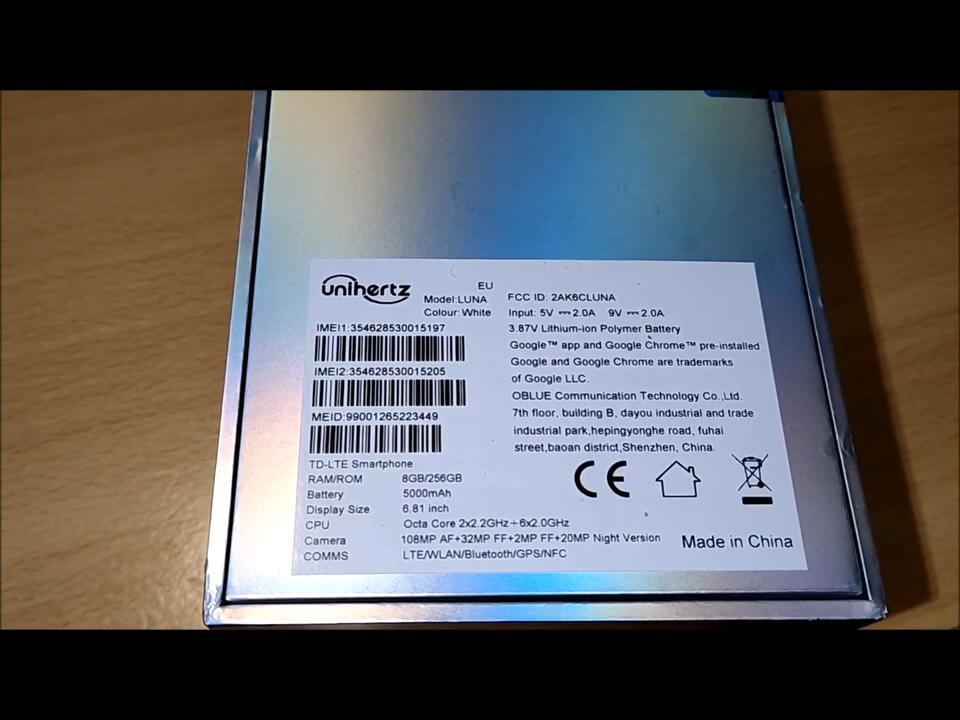 unihertz
EU
Model:LUNA
Colour: White
IMEI1:354628530015197
IMEI2:354628530015205
MEID:99001265223449
TD-LTE Smartphone
RAM/ROM 8GB/256GB
Battery 5000mAh
Display Size 6.81 inch
CPU Octa Core 2x2.2GHz+6x2.0GHz
Camera 108MP AF+32MP FF+2MP FF+20MP Night Version
COMMS LTE/WLAN/Bluetooth/GPS/NFC
FCC ID: 2AK6CLUNA
Input: 5V ⎓ 2.0A 9V ⎓ 2.0A
3.87V Lithium-ion Polymer Battery
Google™ app and Google Chrome™ pre-installed
Google and Google Chrome are trademarks
of Google LLC.
OBLUE Communication Technology Co.,Ltd.
7th floor, building B, dayou industrial and trade
industrial park,hepingyonghe road, fuhai
street,baoan district,Shenzhen, China
CE
Made in China